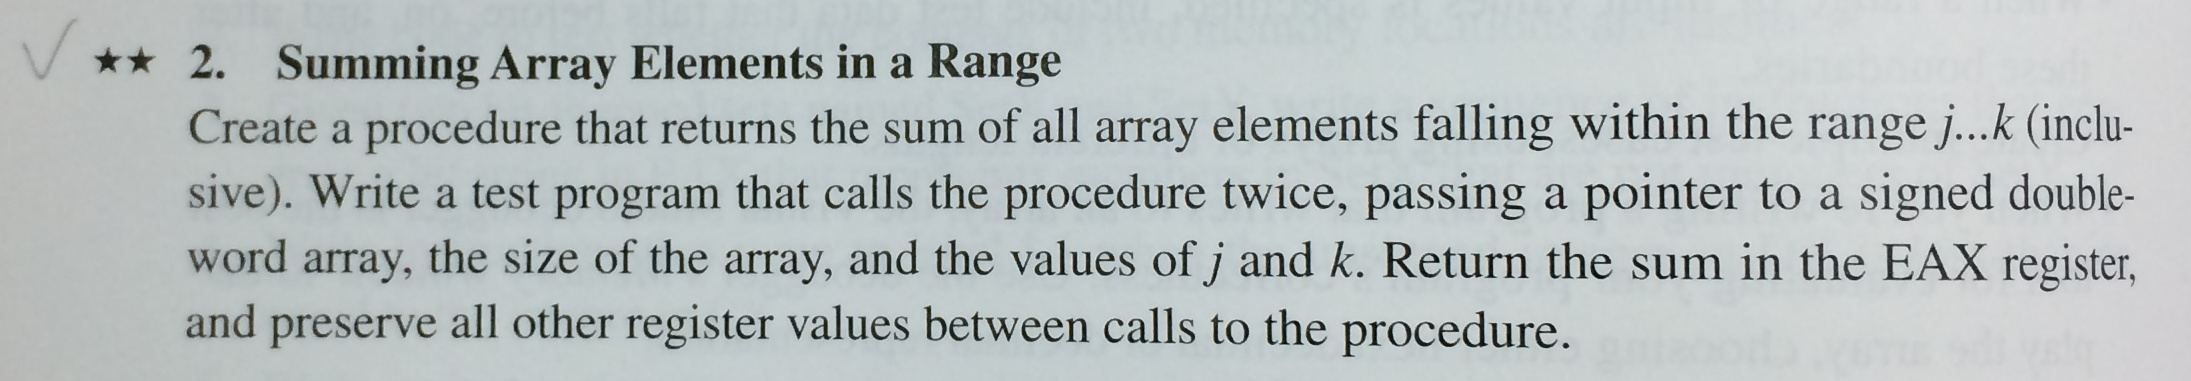 ★★ 2. Summing Array Elements in a Range
Create a procedure that returns the sum of all array elements falling within the range j...k (inclu-
sive). Write a test program that calls the procedure twice, passing a pointer to a signed double-
word array, the size of the array, and the values of j and k. Return the sum in the EAX register,
and preserve all other register values between calls to the procedure.